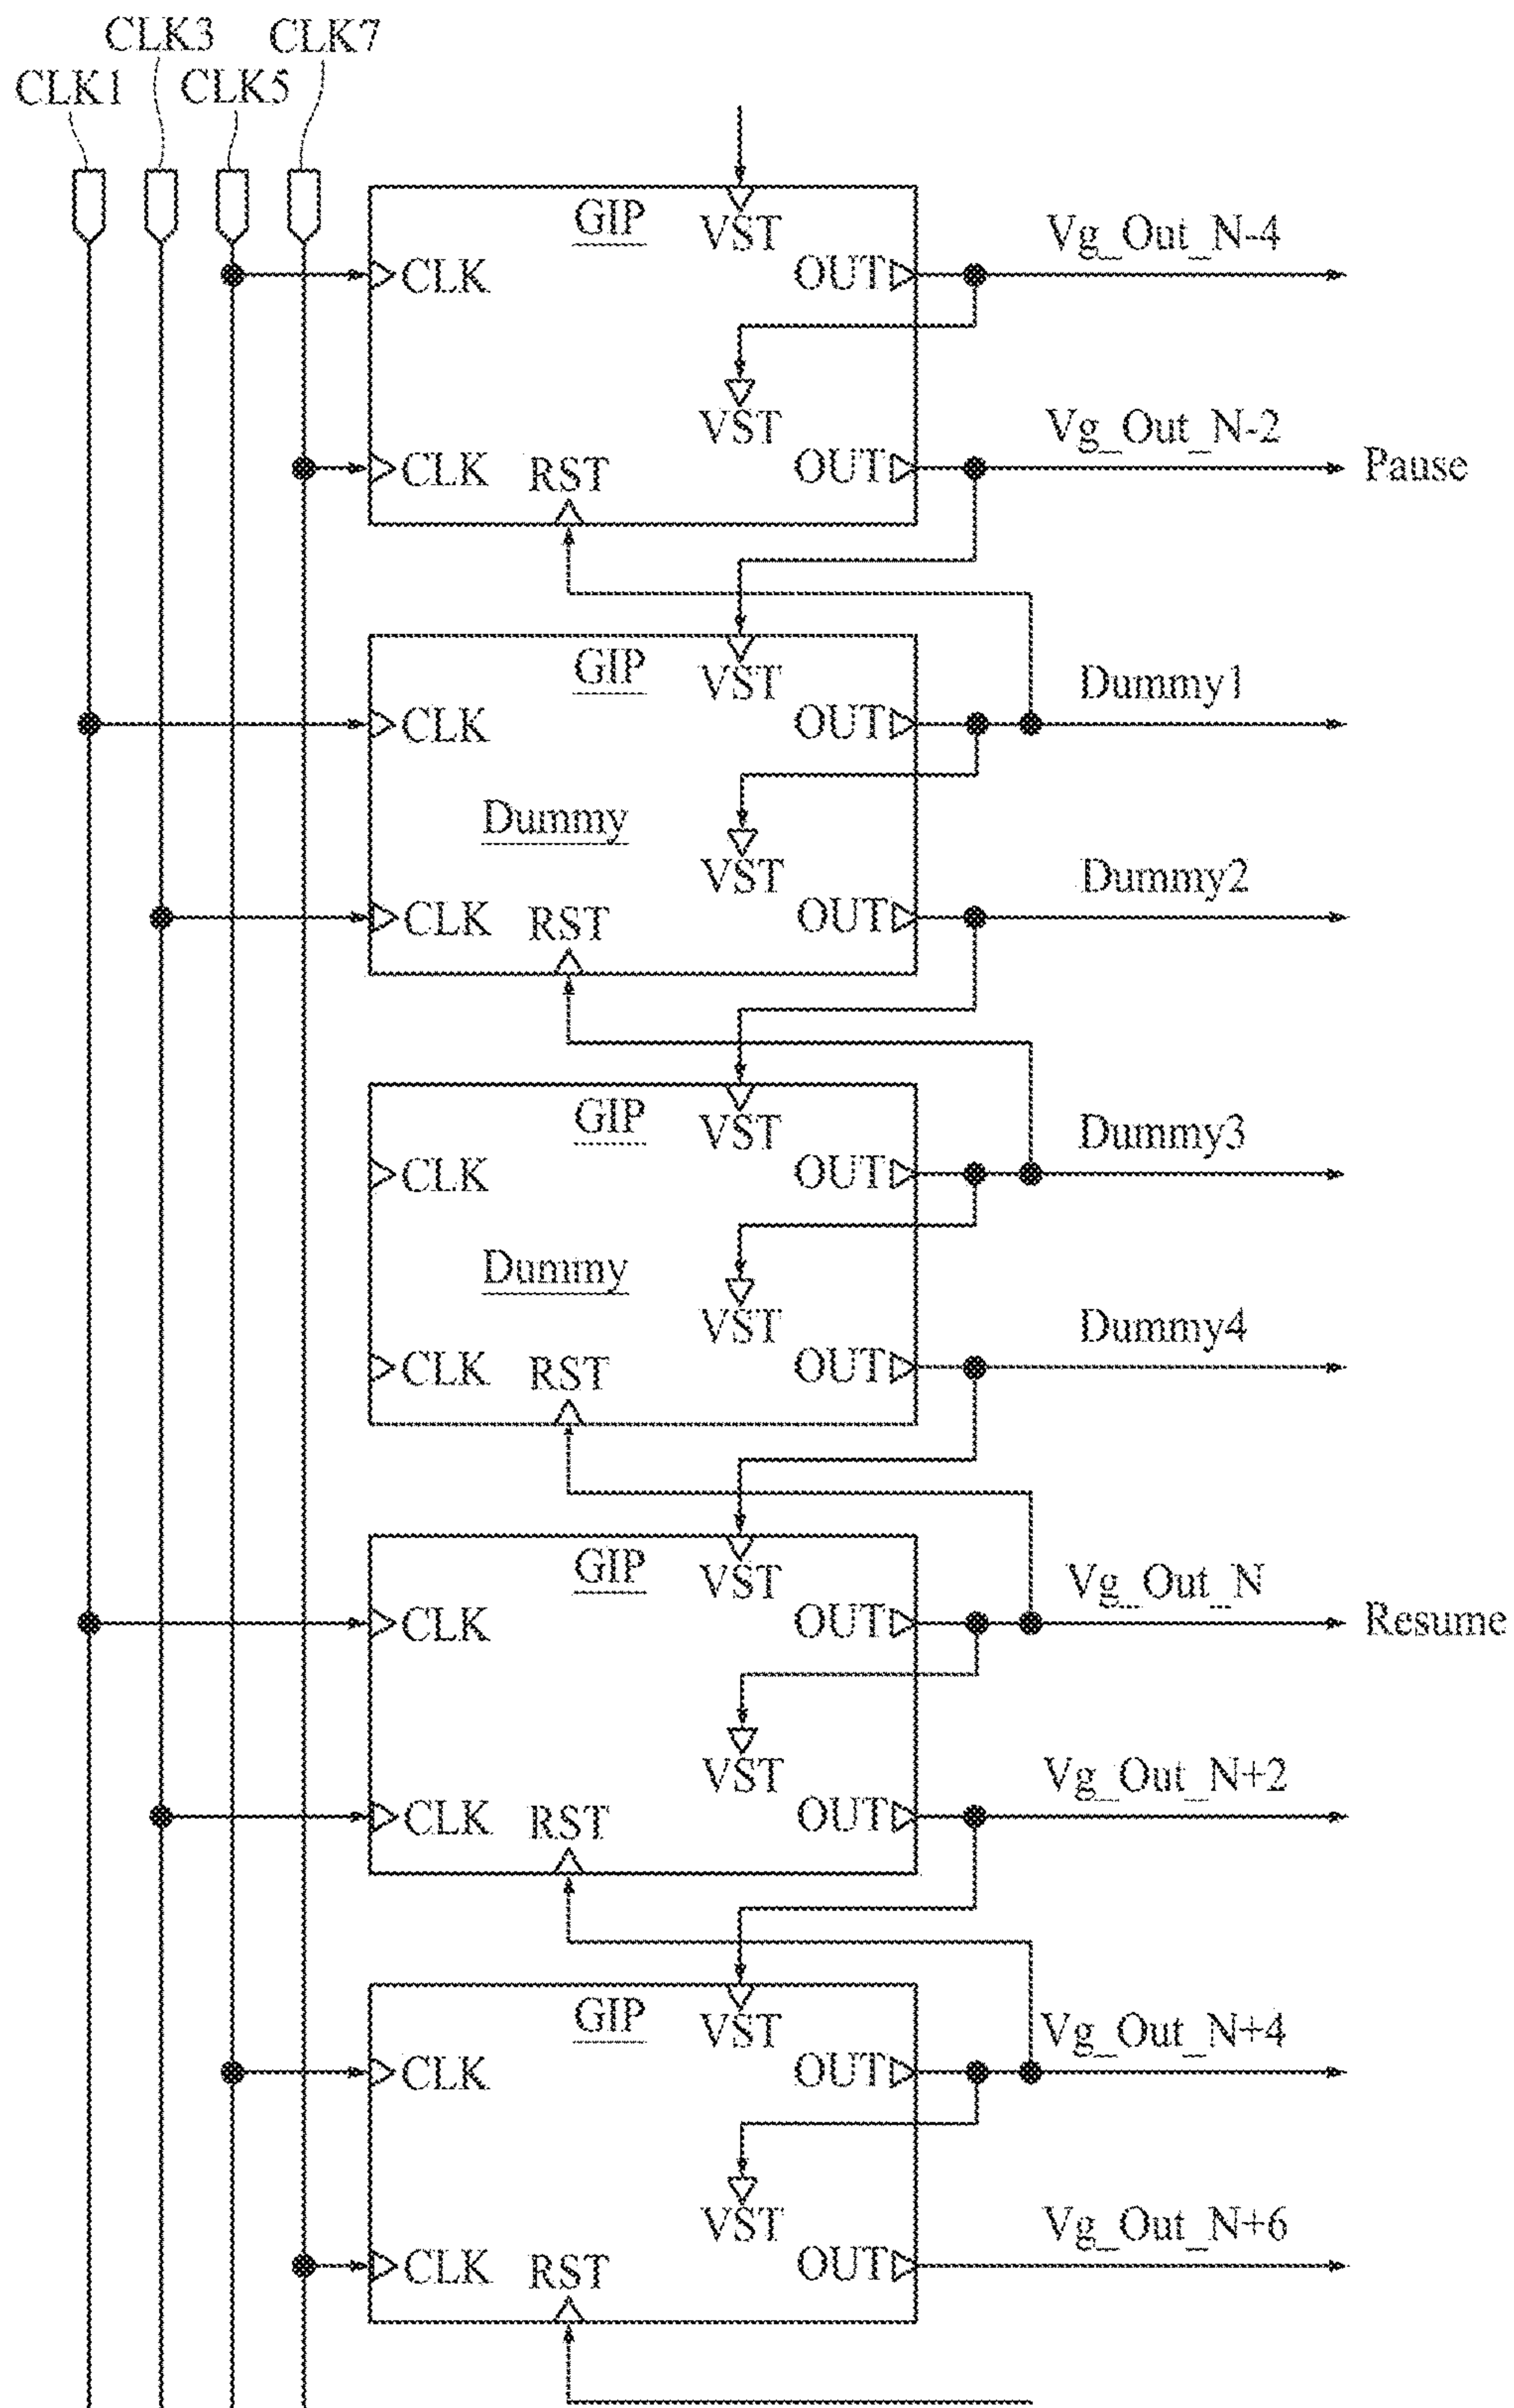 CLK3 CLK7
CLK1 CLK5
GIP VST Vg_Out_N-4
CLK OUT
VST Vg_Out_N-2
CLK RST OUT Pause
GIP VST Dummy1
CLK OUT
Dummy
VST Dummy2
CLK RST OUT
GIP VST Dummy3
CLK OUT
Dummy
VST Dummy4
CLK RST OUT
GIP VST Vg_Out_N
CLK OUT Resume
VST Vg_Out_N+2
CLK RST OUT
GIP VST Vg_Out_N+4
CLK OUT
VST Vg_Out_N+6
CLK RST OUT